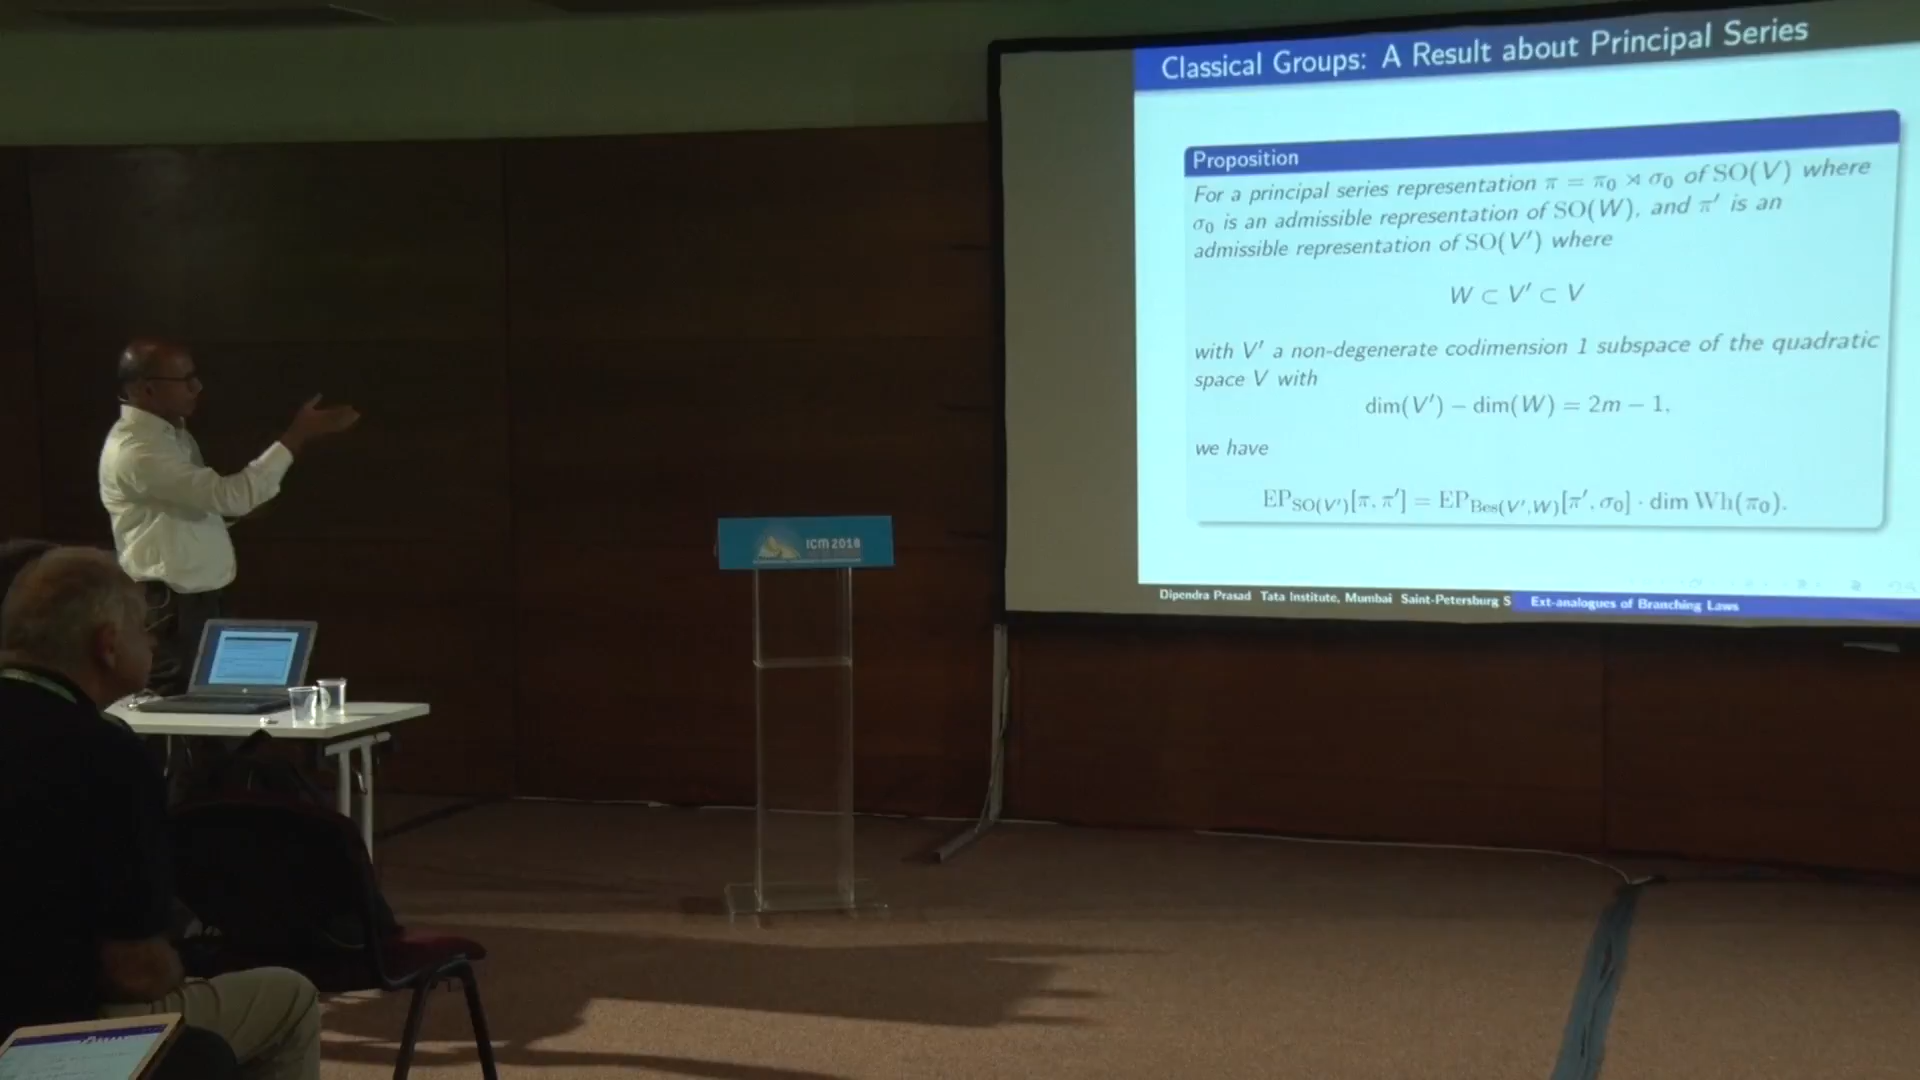 Classical Groups: A Result about Principal Series
Proposition
For a principal series representation π = π₀ ⋊ σ₀ of SO(V) where
σ₀ is an admissible representation of SO(W), and π′ is an
admissible representation of SO(V′) where
W ⊂ V′ ⊂ V
with V′ a non-degenerate codimension 1 subspace of the quadratic
space V with
dim(V′) − dim(W) = 2m − 1,
we have
EP_SO(V′)[π, π′] = EP_Bes(V′,W)[π′, σ₀] · dim Wh(π₀).
Dipendra Prasad Tata Institute, Mumbai Saint-Petersburg S Ext-analogues of Branching Laws
ICM 2018